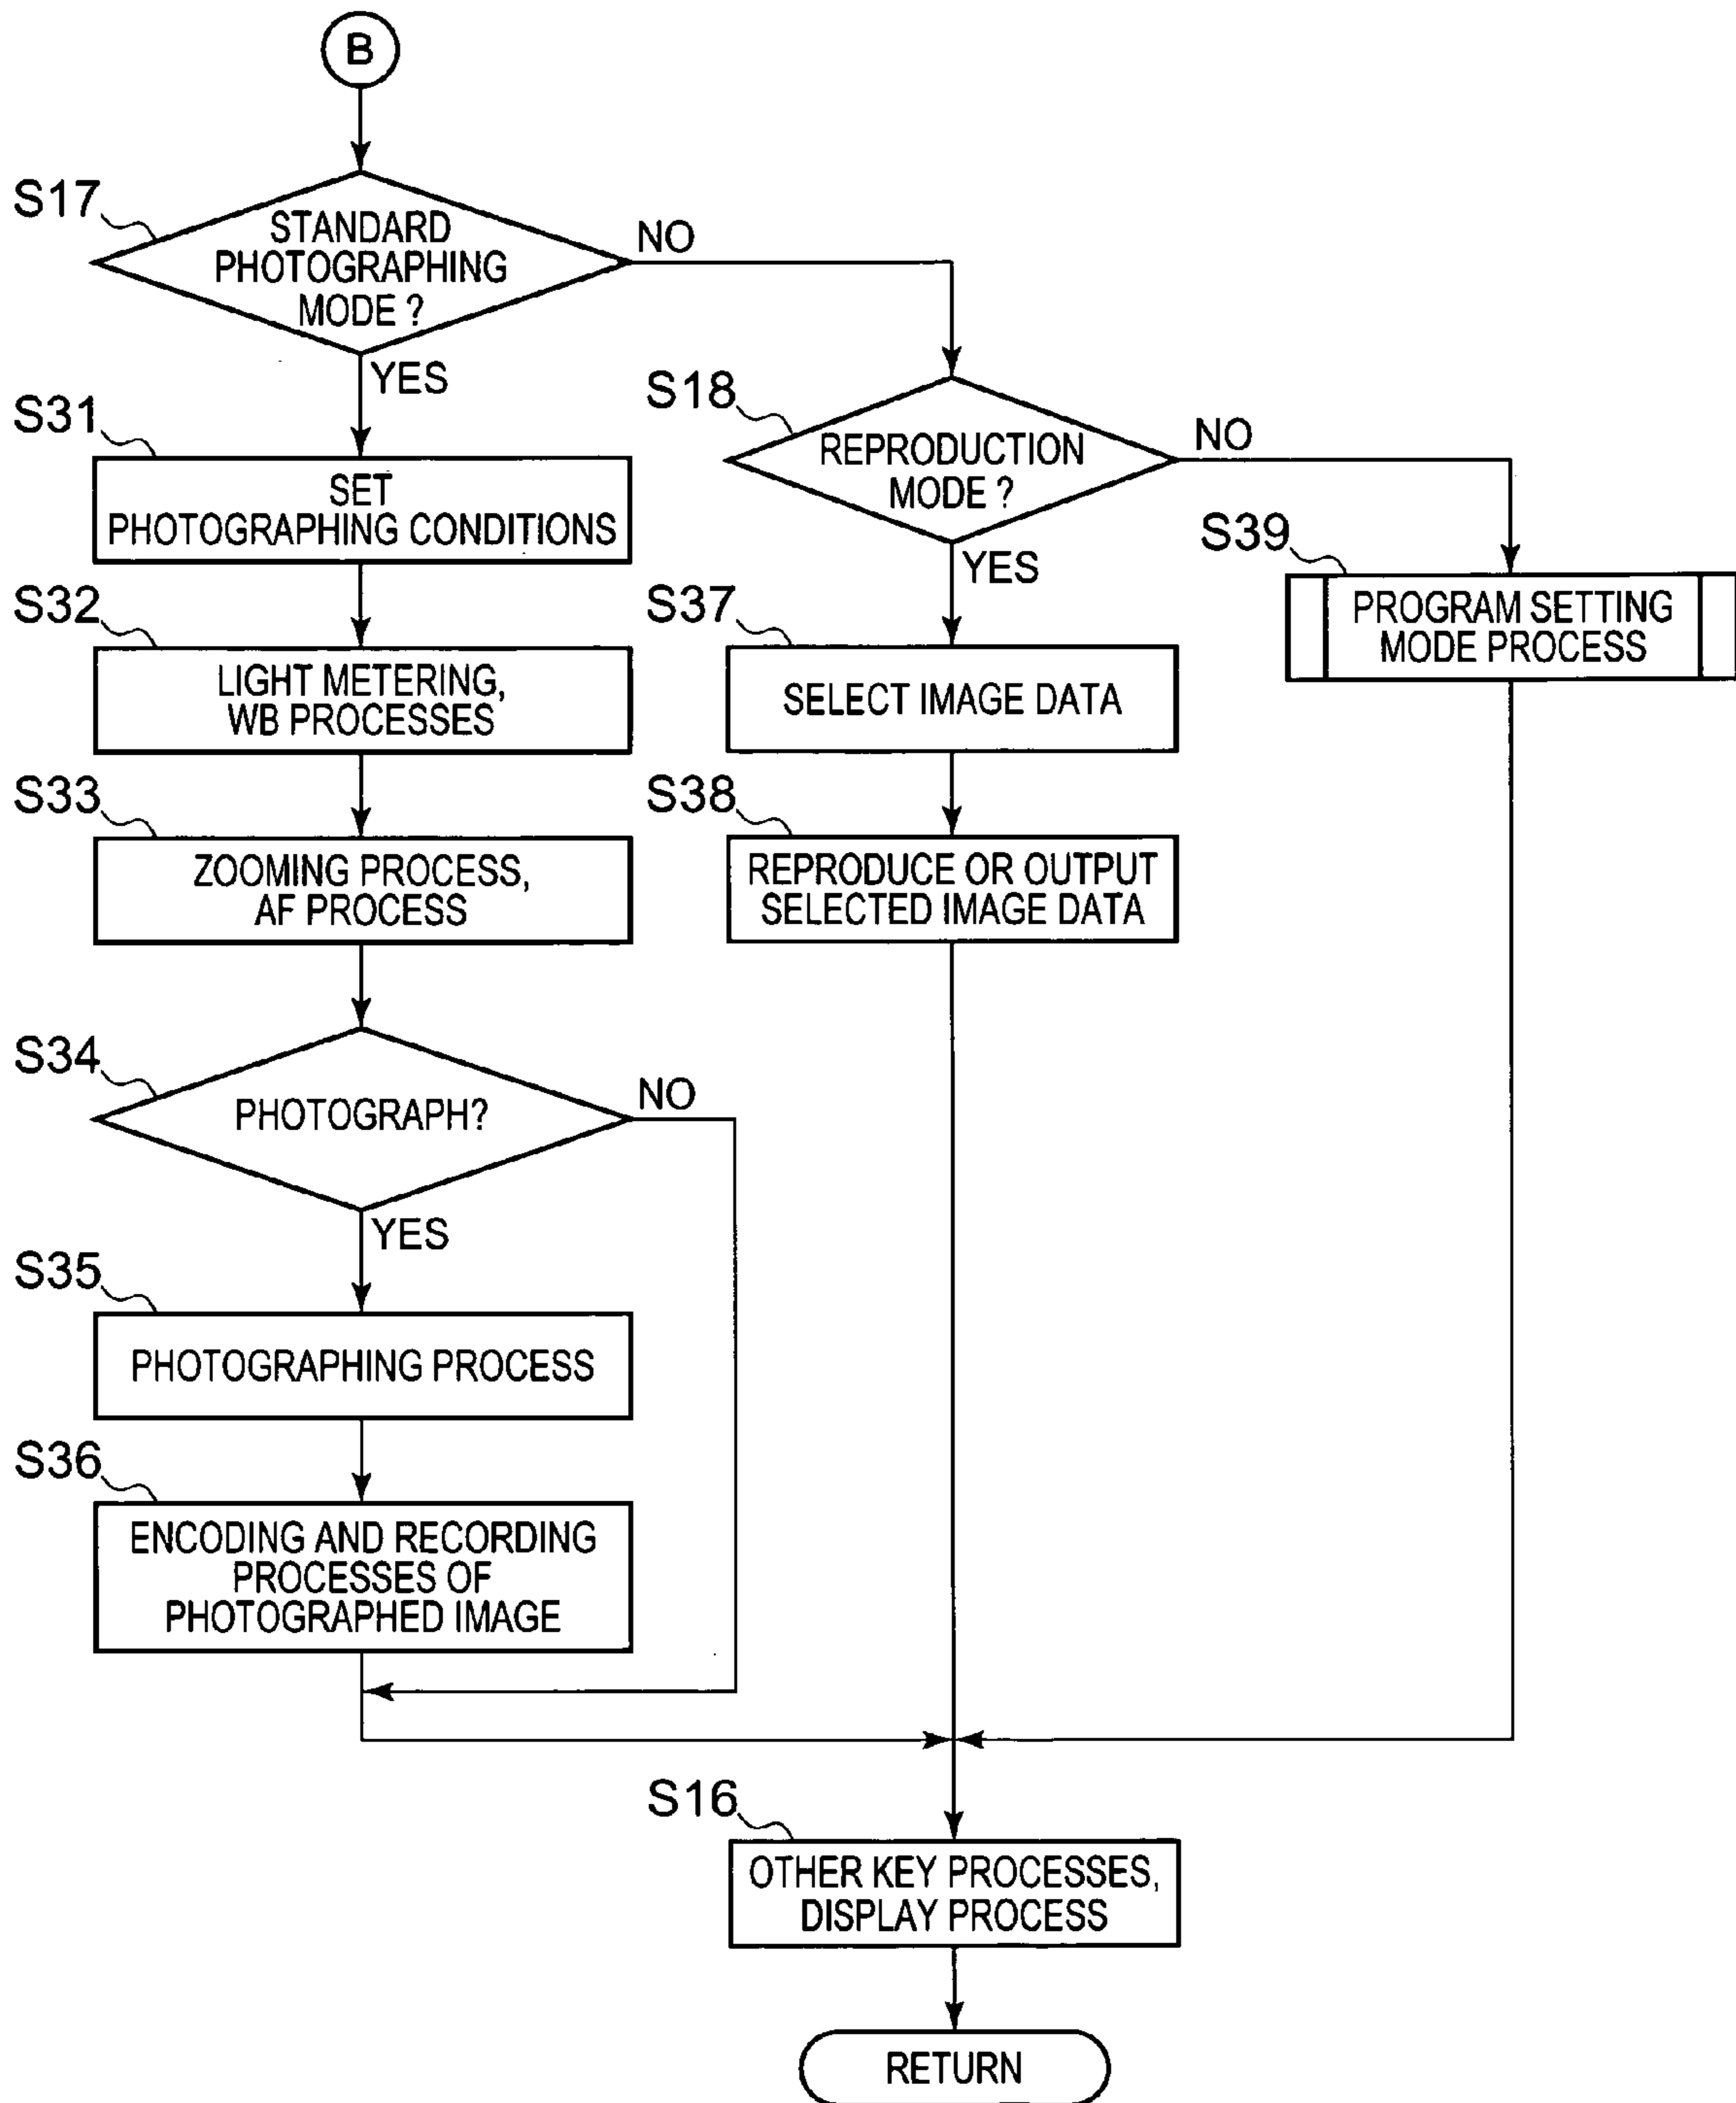 B
S17
STANDARD
PHOTOGRAPHING
MODE ?
NO
YES
S31
SET
PHOTOGRAPHING CONDITIONS
S32
LIGHT METERING,
WB PROCESSES
S33
ZOOMING PROCESS,
AF PROCESS
S34
PHOTOGRAPH?
NO
YES
S35
PHOTOGRAPHING PROCESS
S36
ENCODING AND RECORDING
PROCESSES OF
PHOTOGRAPHED IMAGE
S18
REPRODUCTION
MODE ?
NO
YES
S37
SELECT IMAGE DATA
S38
REPRODUCE OR OUTPUT
SELECTED IMAGE DATA
S39
PROGRAM SETTING
MODE PROCESS
S16
OTHER KEY PROCESSES,
DISPLAY PROCESS
RETURN